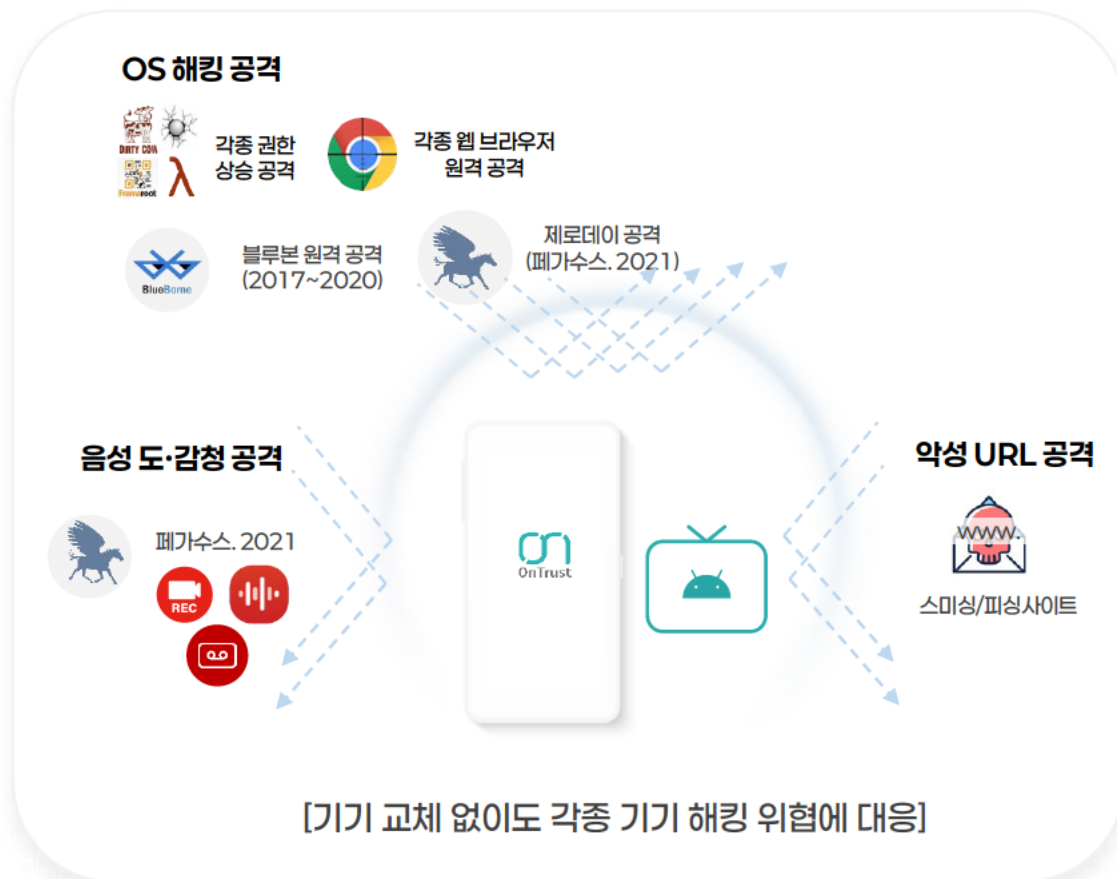 OS 해킹 공격
DIRTY COW
Framaroot
각종 권한
상승 공격
각종 웹 브라우저
원격 공격
BlueBorne
블루본 원격 공격
(2017~2020)
제로데이 공격
(페가수스. 2021)
음성 도·감청 공격
페가수스. 2021
REC
OnTrust
악성 URL 공격
WWW.
스미싱/피싱사이트
[기기 교체 없이도 각종 기기 해킹 위협에 대응]